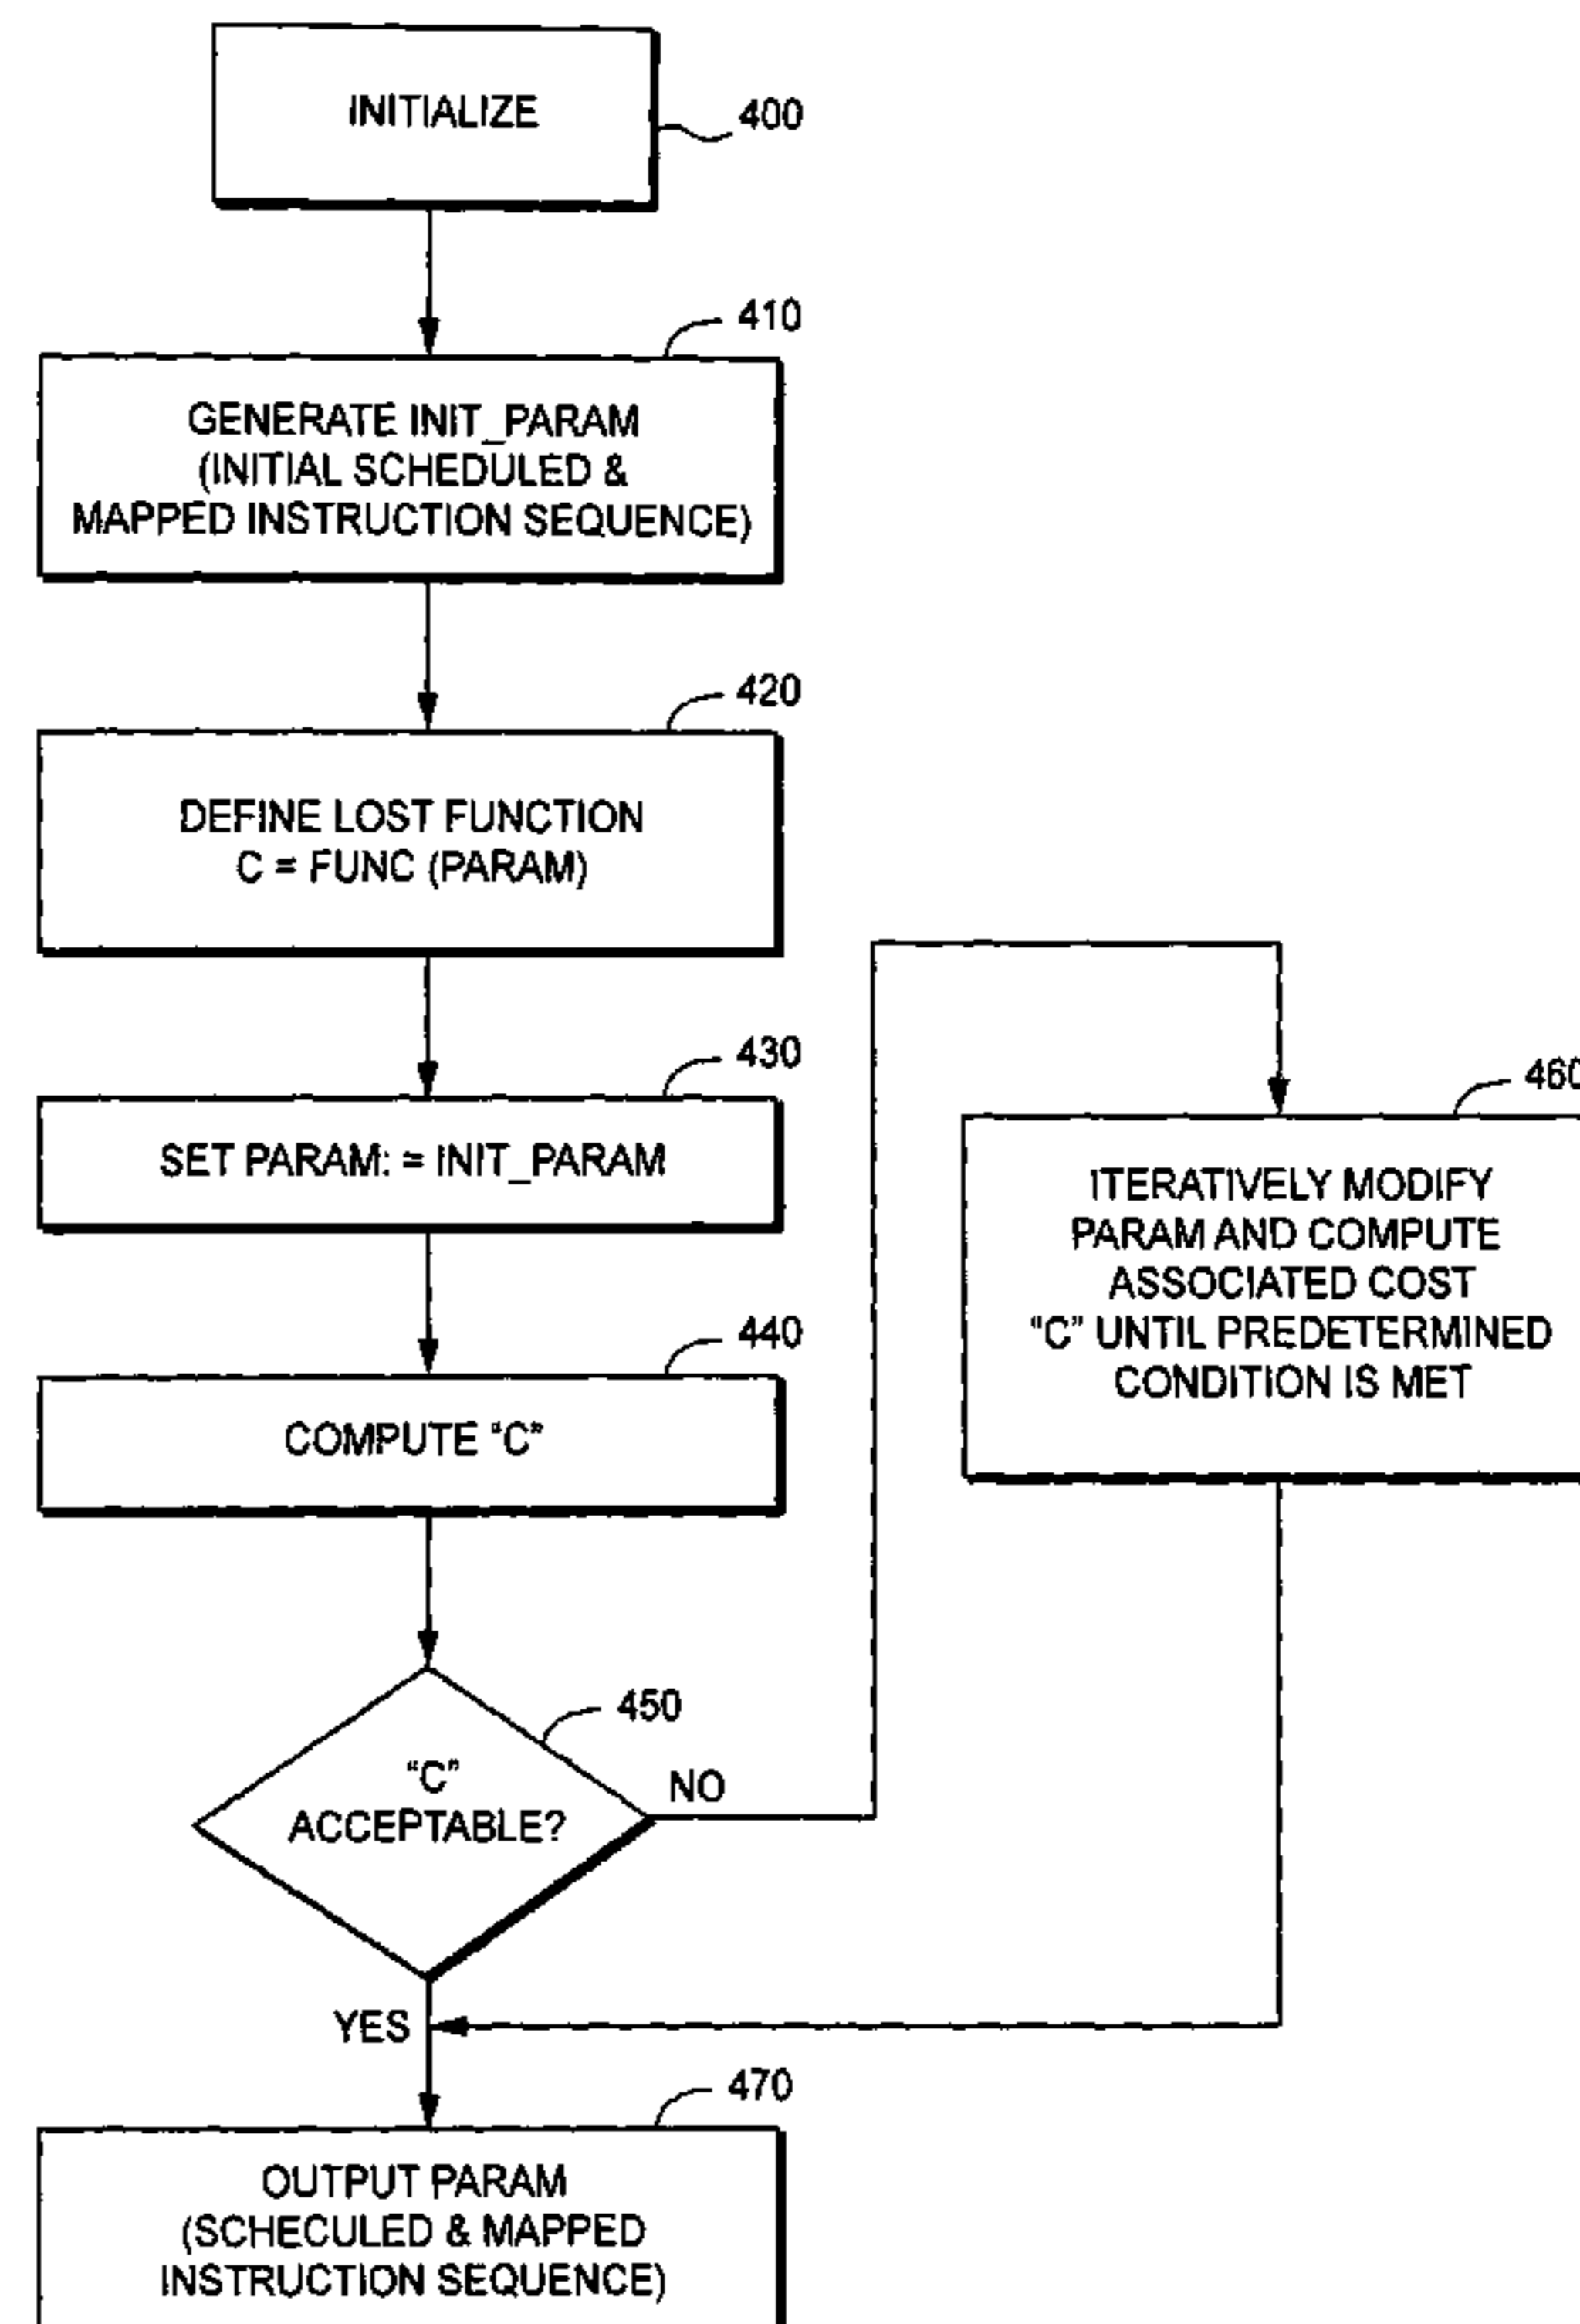 INITIALIZE
400
410
GENERATE INIT_PARAM
(INITIAL SCHEDULED &
MAPPED INSTRUCTION SEQUENCE)
420
DEFINE LOST FUNCTION
C = FUNC (PARAM)
430
SET PARAM: = INIT_PARAM
440
COMPUTE "C"
450
"C"
ACCEPTABLE?
NO
460
ITERATIVELY MODIFY
PARAM AND COMPUTE
ASSOCIATED COST
"C" UNTIL PREDETERMINED
CONDITION IS MET
YES
470
OUTPUT PARAM
(SCHECULED & MAPPED
INSTRUCTION SEQUENCE)